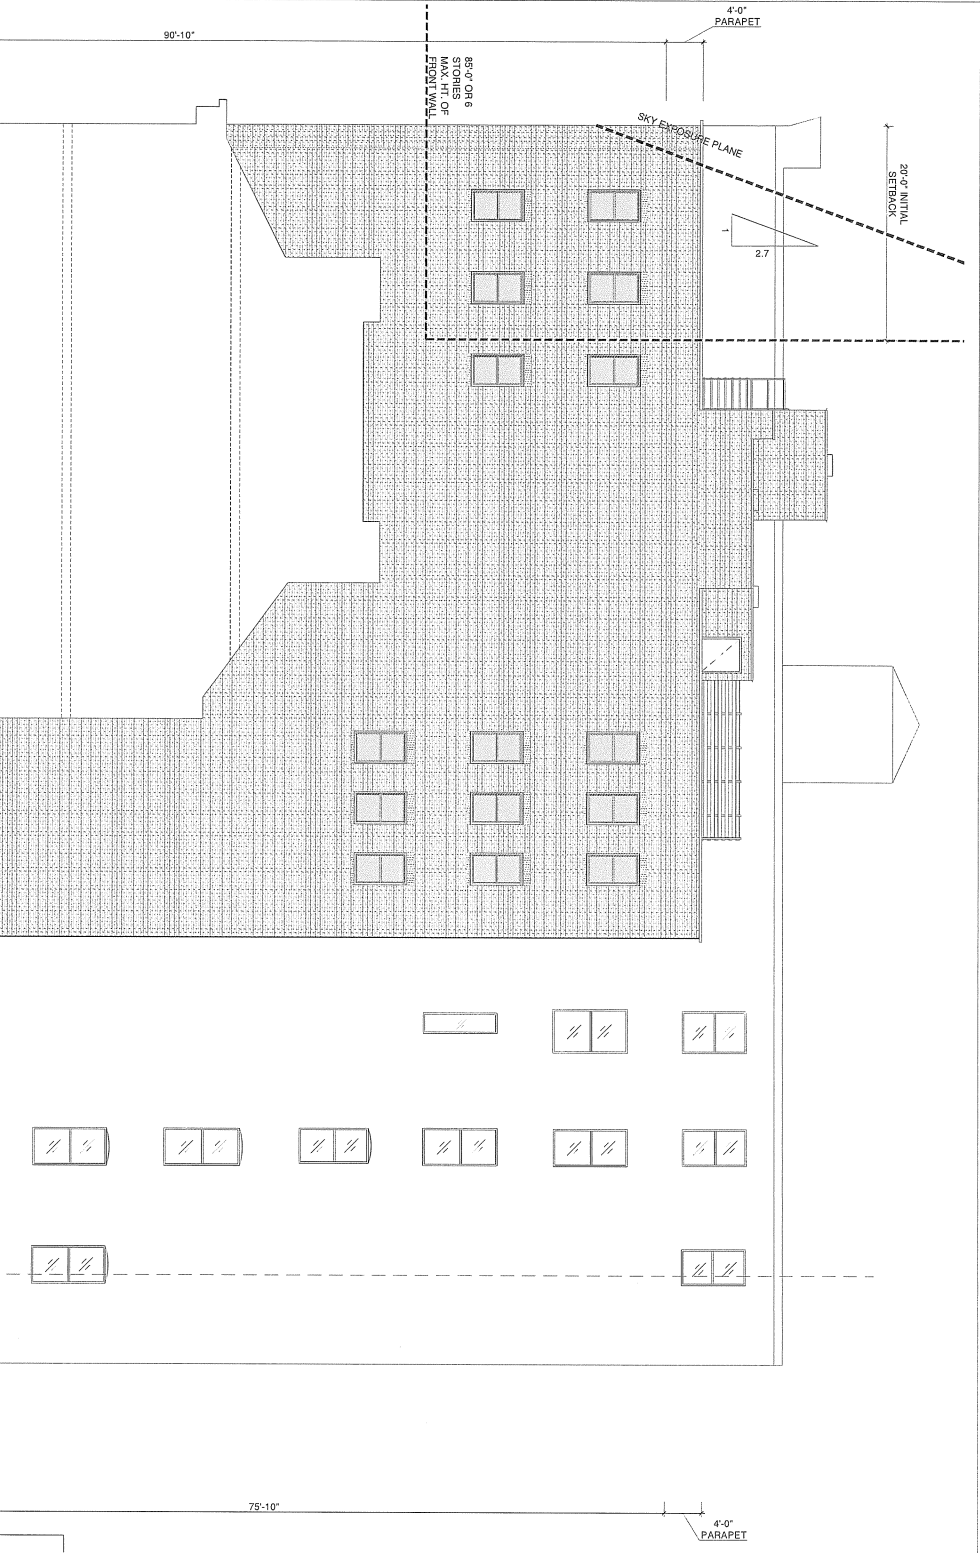 4'-0"
PARAPET
90'-10"
85'-0" OR 6
STORIES
MAX. HT. OF
FRONT WALL
SKY EXPOSURE PLANE
20'-0" INITIAL
SETBACK
1
2.7
75'-10"
4'-0"
PARAPET